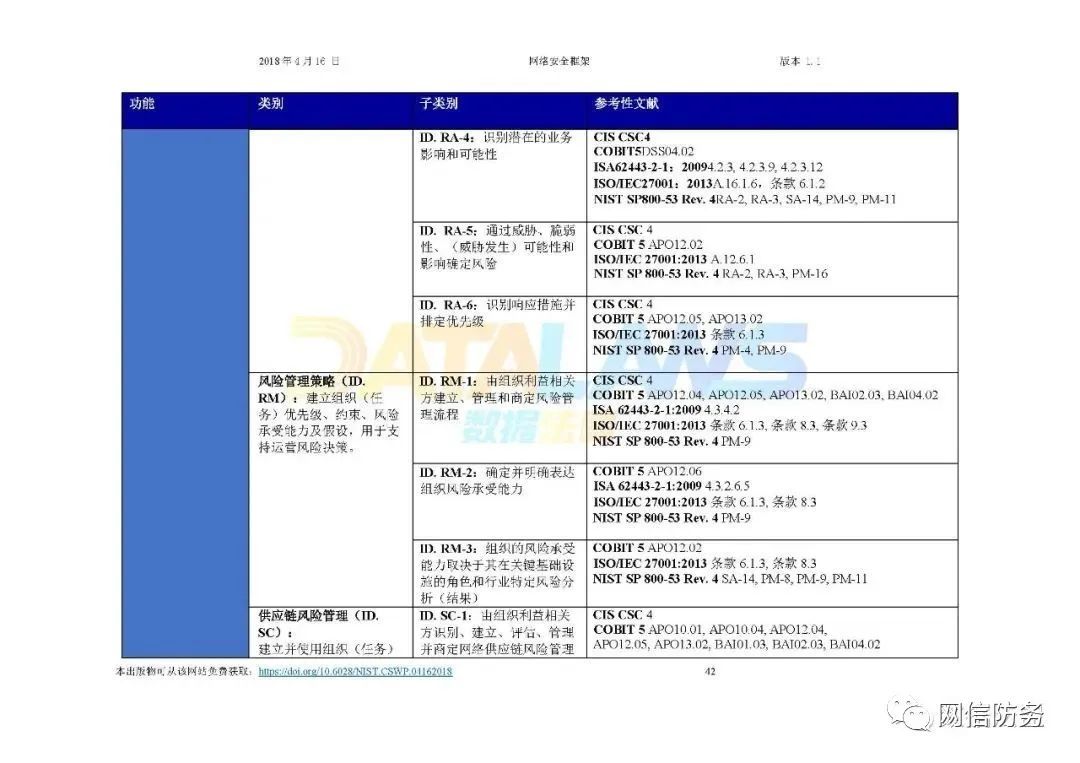 2018年4月16日 网络安全框架 版本 1.1
功能 类别 子类别 参考性文献
ID. RA-4：识别潜在的业务
影响和可能性
CIS CSC4
COBIT5DSS04.02
ISA62443-2-1：20094.2.3, 4.2.3.9, 4.2.3.12
ISO/IEC27001：2013A.16.1.6，条款 6.1.2
NIST SP800-53 Rev. 4RA-2, RA-3, SA-14, PM-9, PM-11
ID. RA-5：通过威胁、脆弱
性、（威胁发生）可能性和
影响确定风险
CIS CSC 4
COBIT 5 APO12.02
ISO/IEC 27001:2013 A.12.6.1
NIST SP 800-53 Rev. 4 RA-2, RA-3, PM-16
ID. RA-6：识别响应措施并
排定优先级
CIS CSC 4
COBIT 5 APO12.05, APO13.02
ISO/IEC 27001:2013 条款 6.1.3
NIST SP 800-53 Rev. 4 PM-4, PM-9
风险管理策略（ID.
RM）：建立组织（任
务）优先级、约束、风险
承受能力及假设，用于支
持运营风险决策。
ID. RM-1：由组织利益相关
方建立、管理和商定风险管
理流程
CIS CSC 4
COBIT 5 APO12.04, APO12.05, APO13.02, BAI02.03, BAI04.02
ISA 62443-2-1:2009 4.3.4.2
ISO/IEC 27001:2013 条款 6.1.3, 条款 8.3, 条款 9.3
NIST SP 800-53 Rev. 4 PM-9
ID. RM-2：确定并明确表达
组织风险承受能力
COBIT 5 APO12.06
ISA 62443-2-1:2009 4.3.2.6.5
ISO/IEC 27001:2013 条款 6.1.3, 条款 8.3
NIST SP 800-53 Rev. 4 PM-9
ID. RM-3：组织的风险承受
能力取决于其在关键基础设
施的角色和行业特定风险分
析（结果）
COBIT 5 APO12.02
ISO/IEC 27001:2013 条款 6.1.3, 条款 8.3
NIST SP 800-53 Rev. 4 SA-14, PM-8, PM-9, PM-11
供应链风险管理（ID.
SC）：
建立并使用组织（任务）
ID. SC-1：由组织利益相关
方识别、建立、评估、管理
并商定网络供应链风险管理
CIS CSC 4
COBIT 5 APO10.01, APO10.04, APO12.04,
APO12.05, APO13.02, BAI01.03, BAI02.03, BAI04.02
DATALAWS
数据法
本出版物可从该网站免费获取：https://doi.org/10.6028/NIST.CSWP.04162018 42
网信防务